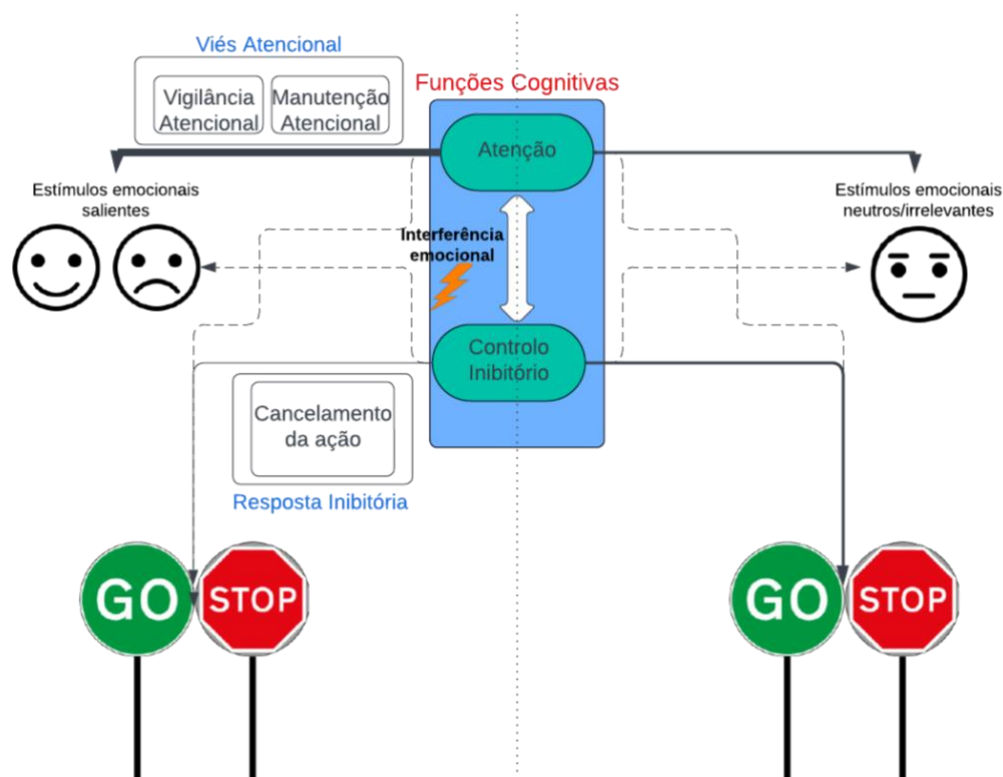 Viés Atencional
Funções Cognitivas
Vigilância
Atencional
Manutenção
Atencional
Atenção
Estímulos emocionais
salientes
Estímulos emocionais
neutros/irrelevantes
Interferência
emocional
Controlo
Inibitório
Cancelamento
da ação
Resposta Inibitória
GO
STOP
GO
STOP